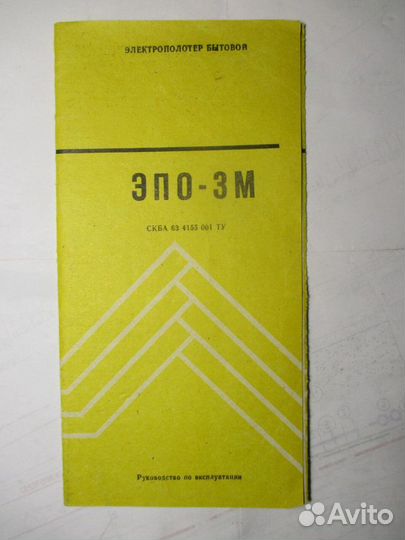 ЭЛЕКТРОПОЛОТЕР БЫТОВОЙ
ЭПО-3М
СКБА 63 4155 001 ТУ
Руководство по эксплуатации
Avito